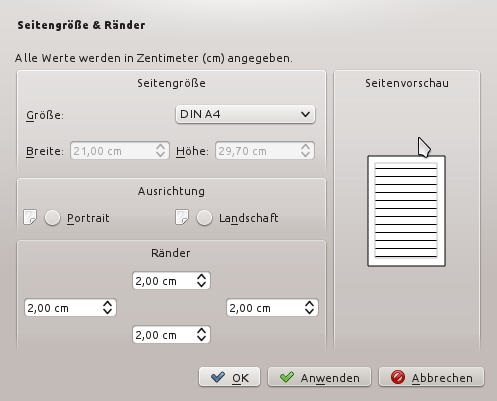 Seitengröße & Ränder
Alle Werte werden in Zentimeter (cm) angegeben.
Seitengröße
Größe: DIN A4
Breite: 21,00 cm Höhe: 29,70 cm
Ausrichtung
Portrait Landschaft
Ränder
2,00 cm
2,00 cm 2,00 cm
2,00 cm
Seitenvorschau
OK Anwenden Abbrechen